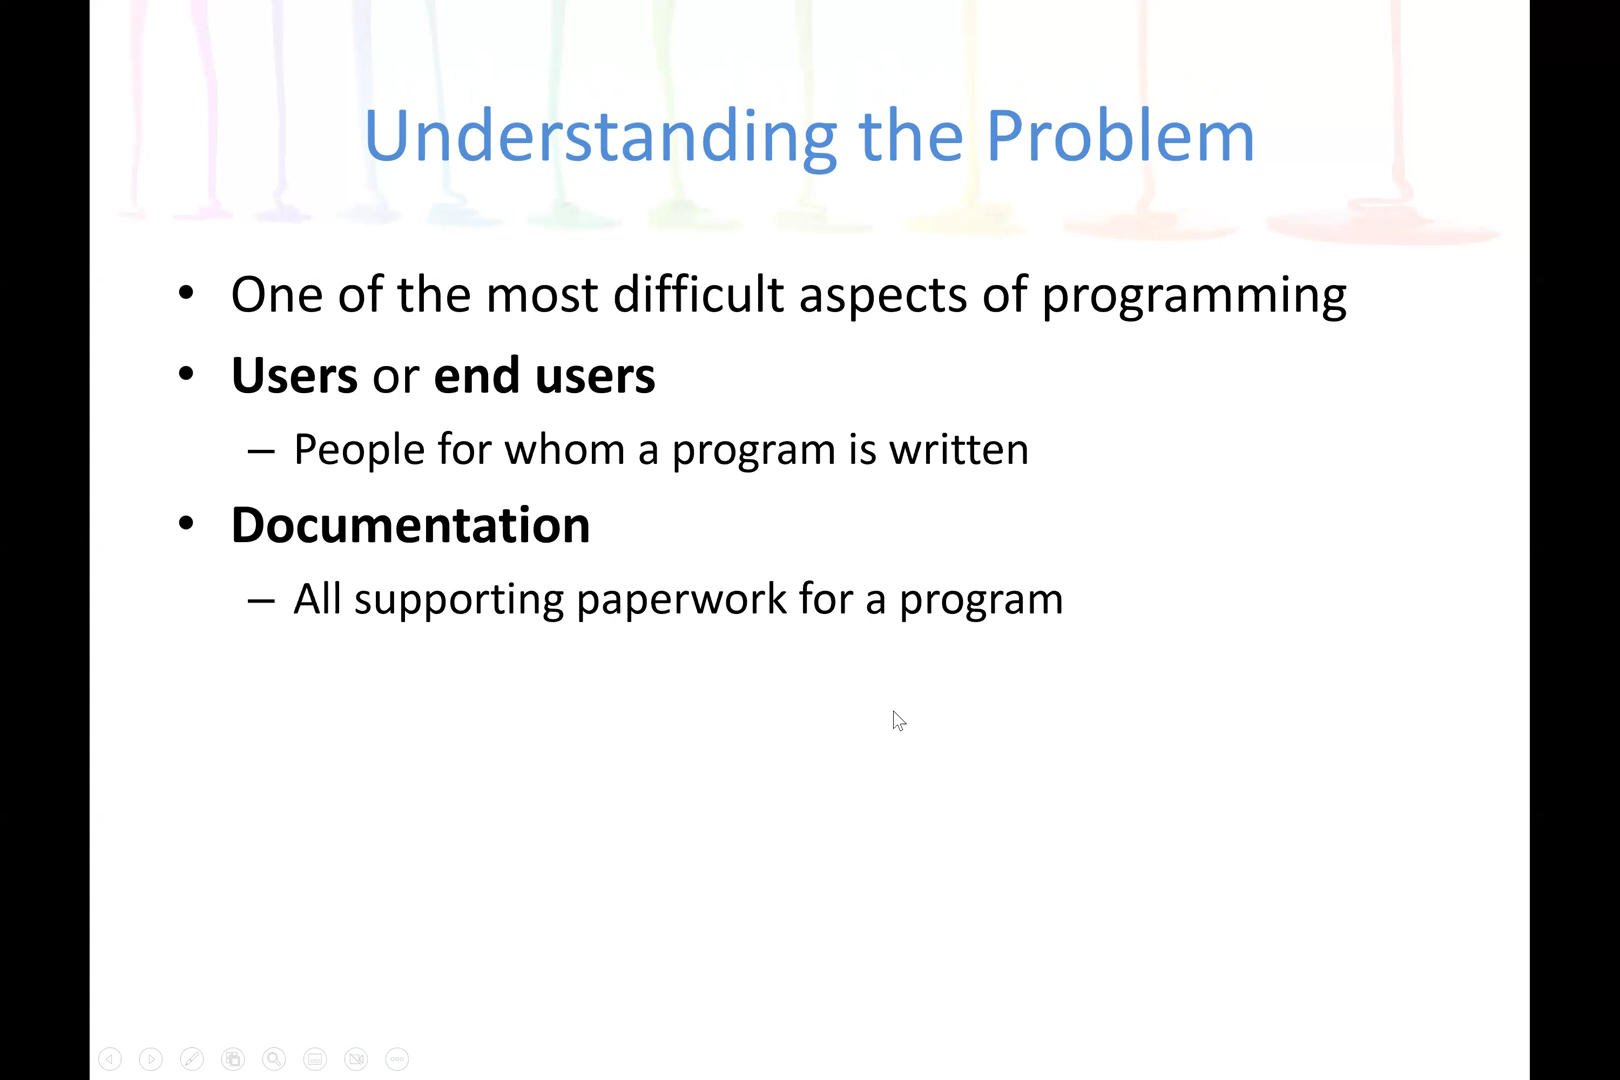 Understanding the Problem
• One of the most difficult aspects of programming
• Users or end users
– People for whom a program is written
• Documentation
– All supporting paperwork for a program